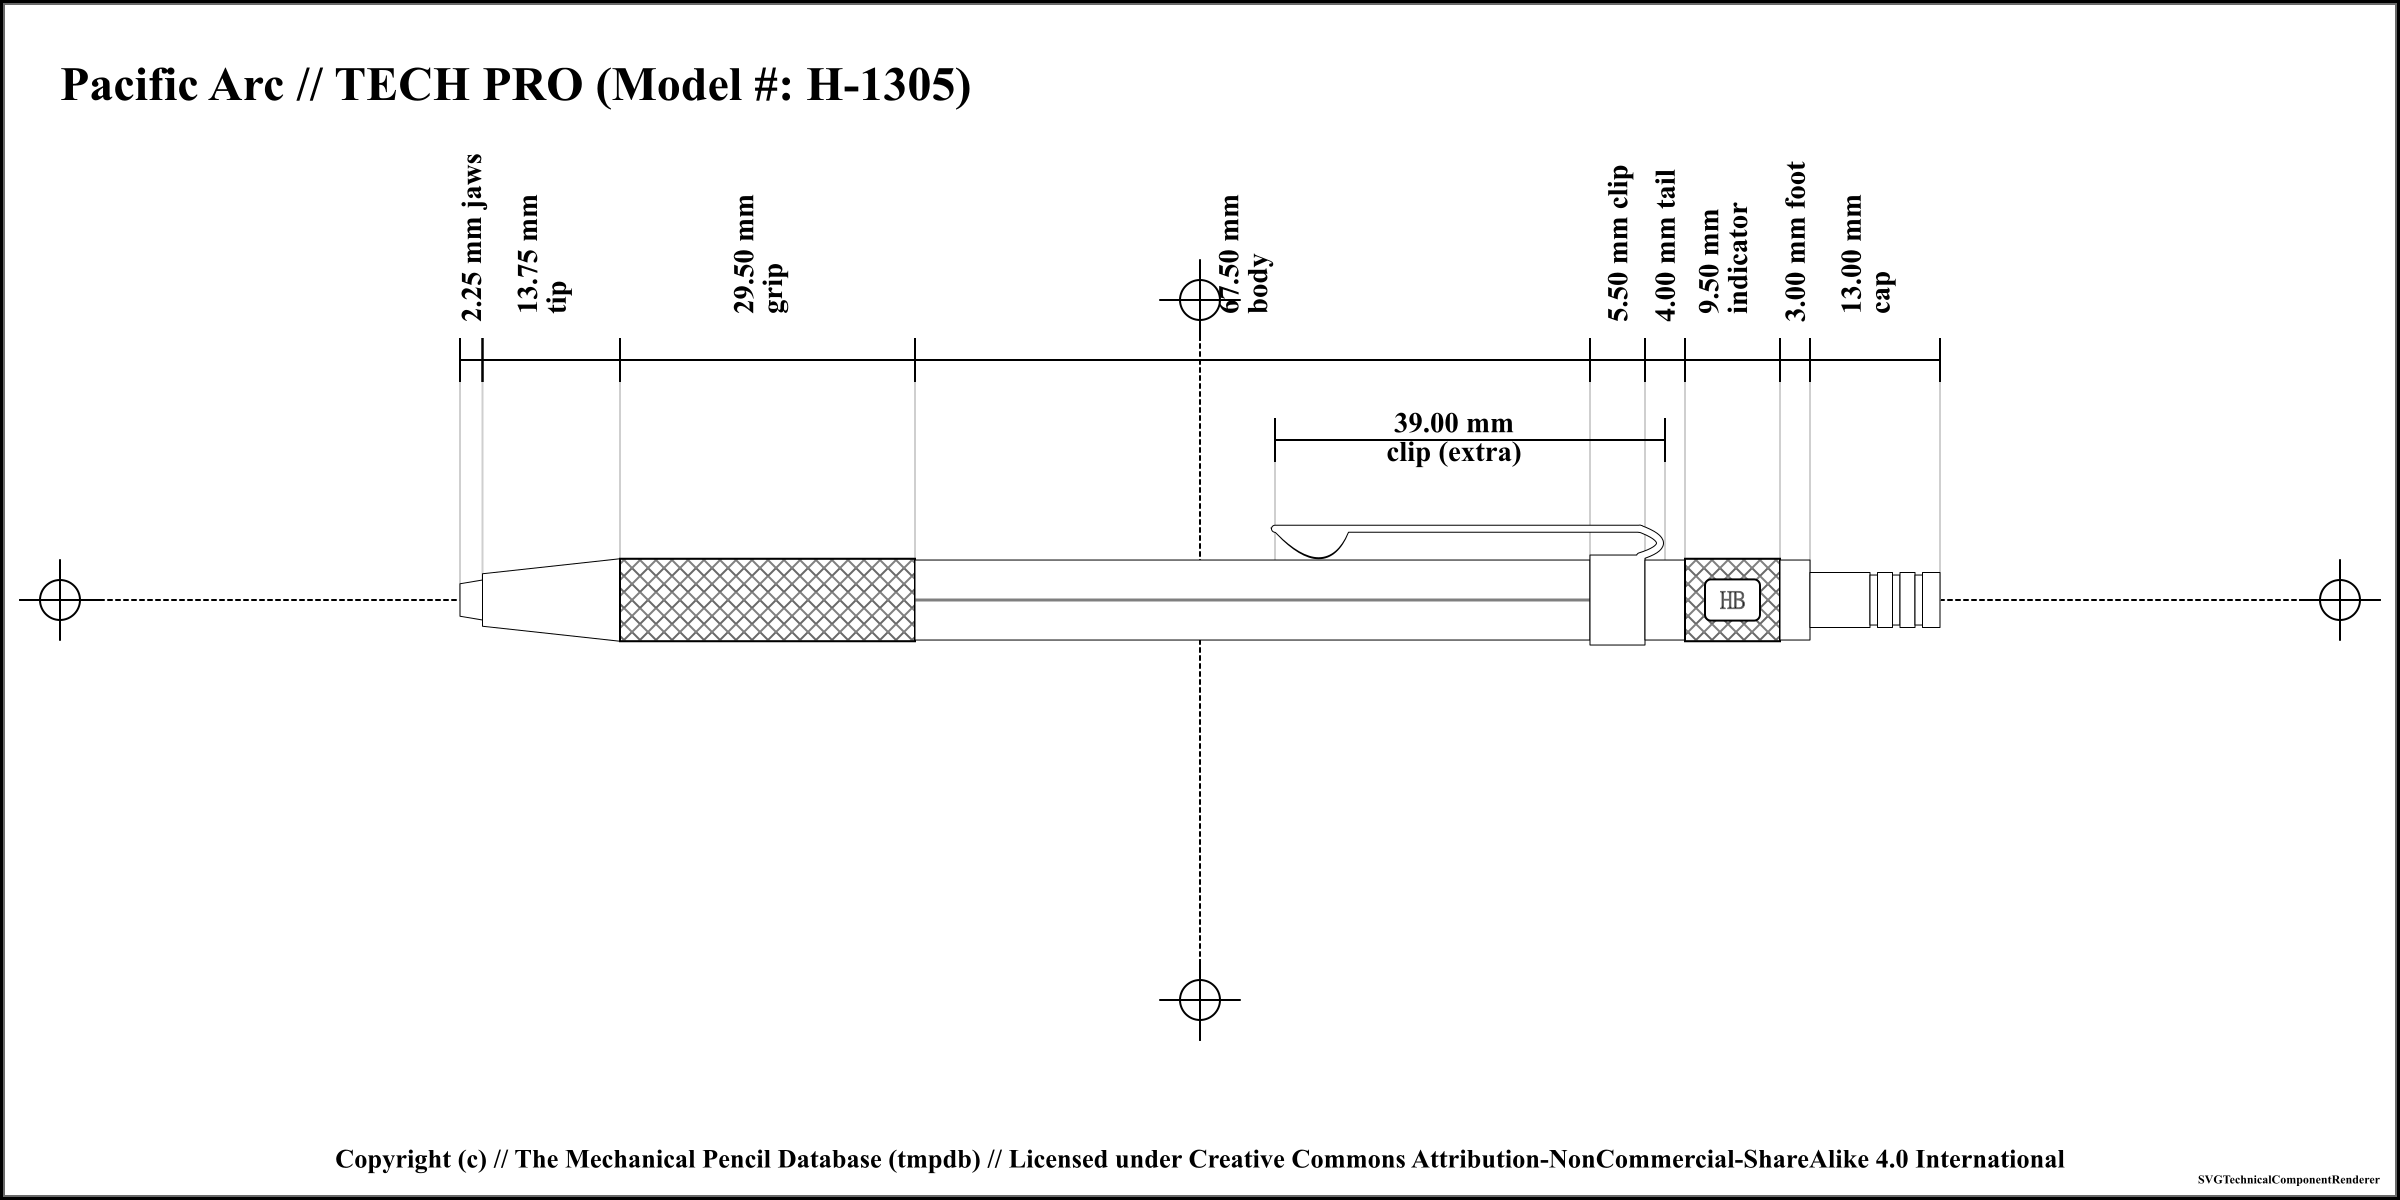 Pacific Arc // TECH PRO (Model #: H-1305)
2.25 mm jaws
13.75 mm
tip
29.50 mm
grip
67.50 mm
body
5.50 mm clip
4.00 mm tail
9.50 mm
indicator
3.00 mm foot
13.00 mm
cap
39.00 mm
clip (extra)
HB
Copyright (c) // The Mechanical Pencil Database (tmpdb) // Licensed under Creative Commons Attribution-NonCommercial-ShareAlike 4.0 International
SVGTechnicalComponentRenderer